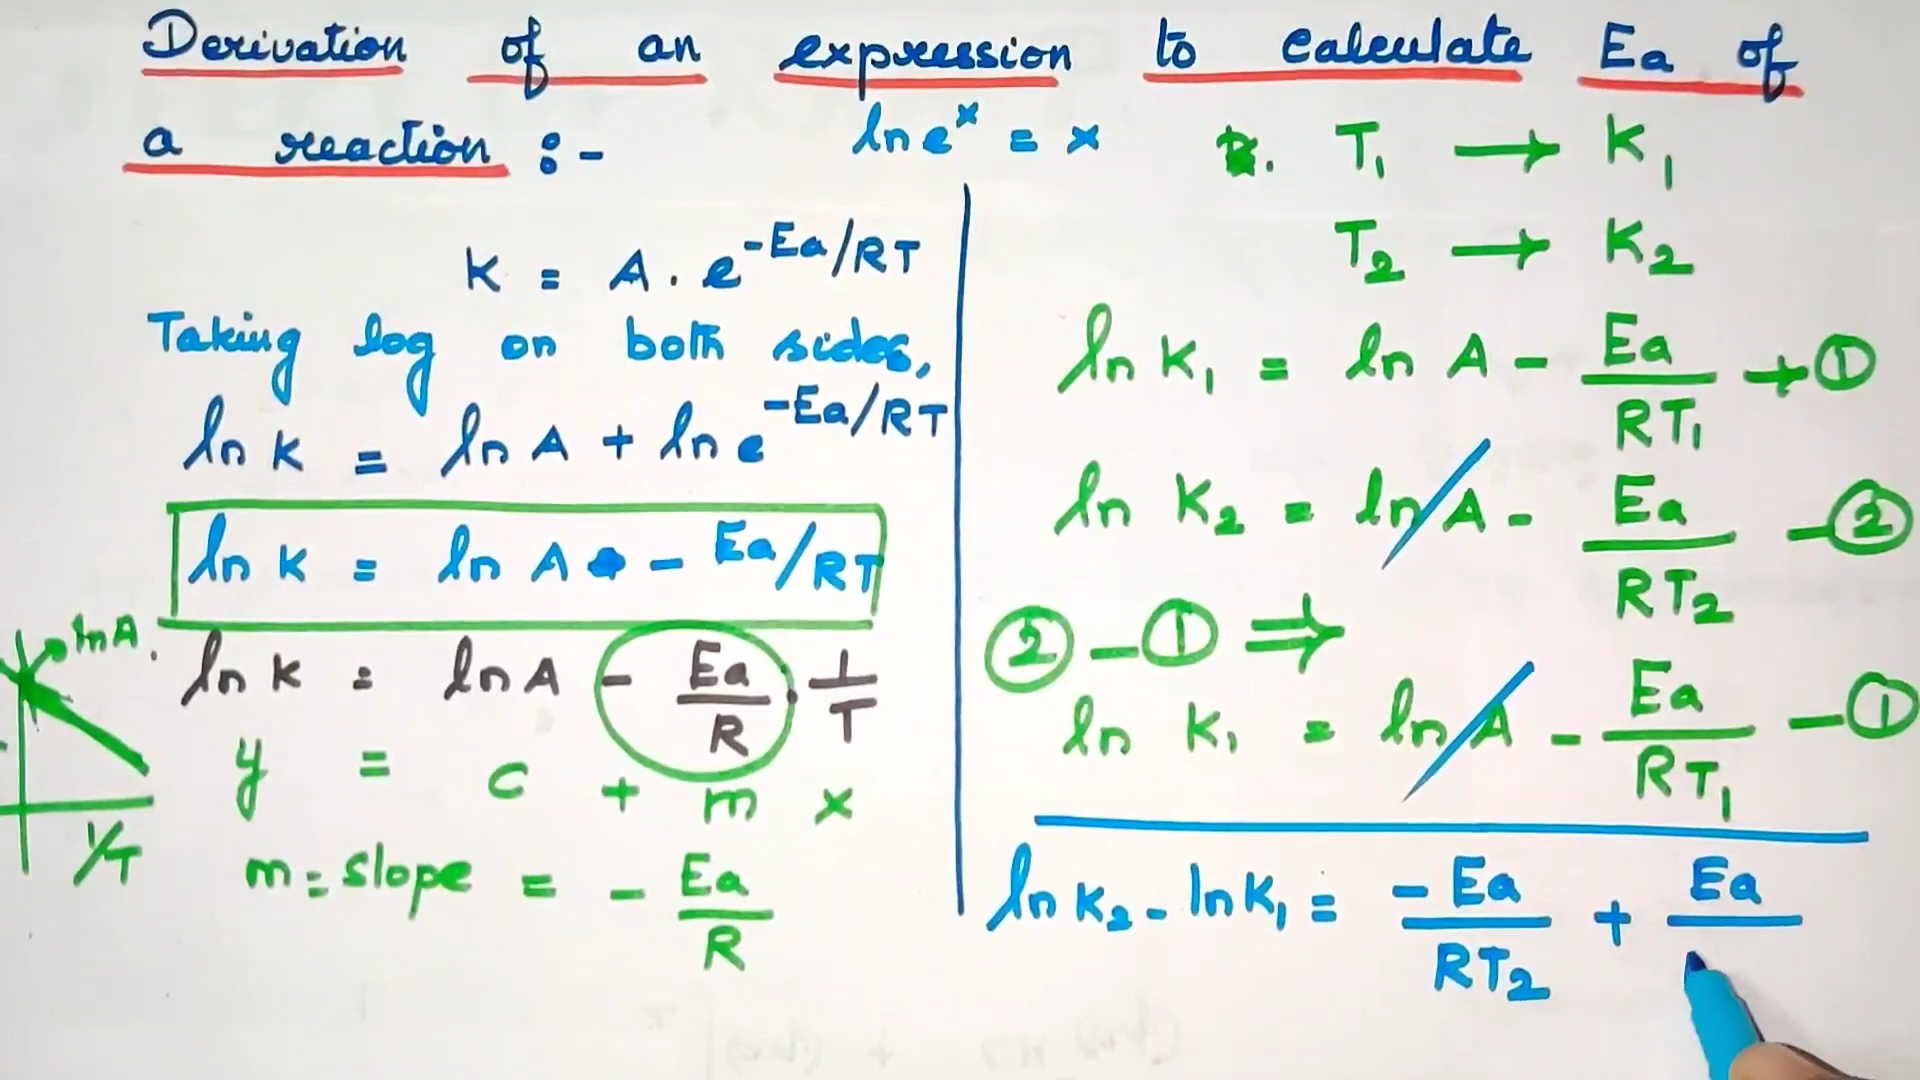 Derivation of an expression to calculate Ea of
a reaction :-
ln e^x = x
K = A . e^-Ea/RT
Taking log on both sides,
ln K = ln A + ln e^-Ea/RT
ln K = ln A - Ea/RT
ln A
1/T
ln K = ln A - Ea/R . 1/T
y = c + m x
m = slope = - Ea/R
T1 → K1
T2 → K2
ln K1 = ln A - Ea/RT1 → ①
ln K2 = ln A - Ea/RT2 - ②
② - ① ⇒
ln K1 = ln A - Ea/RT1 - ①
ln K2 - ln K1 = -Ea/RT2 + Ea